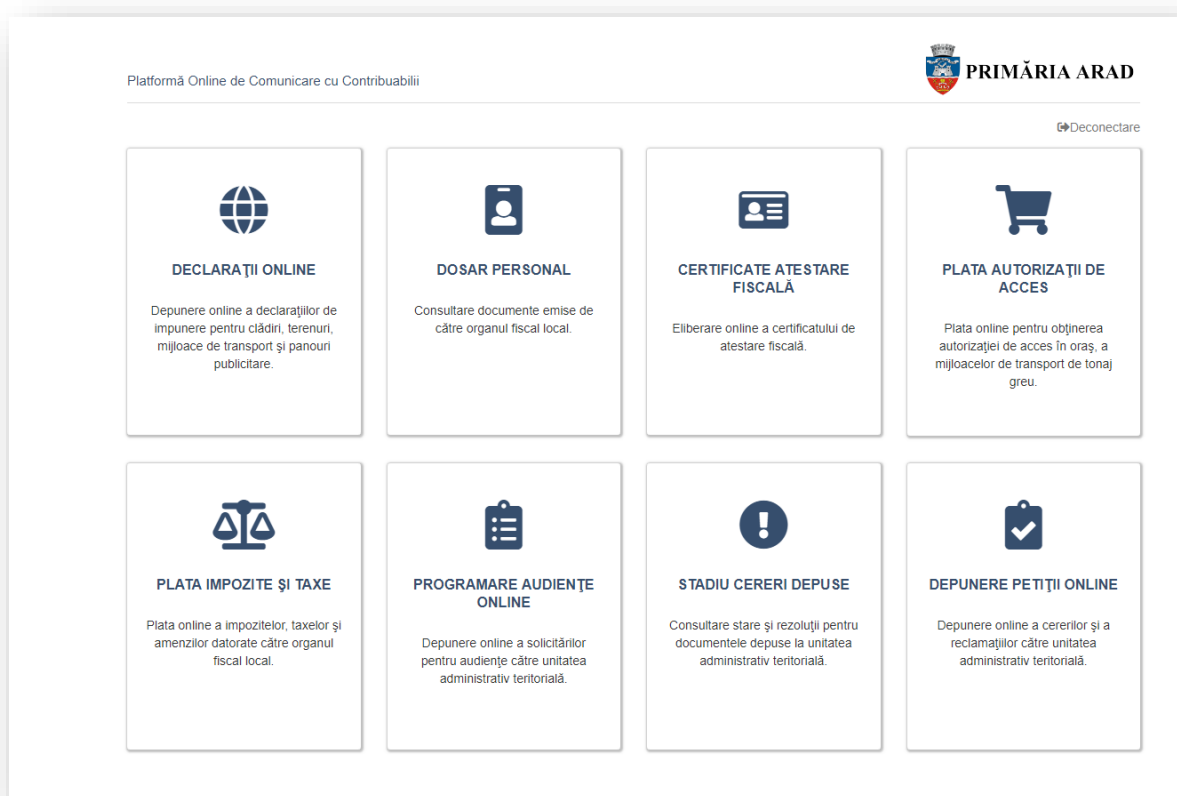 Platformă Online de Comunicare cu Contribuabilii
PRIMĂRIA ARAD
Deconectare
DECLARAŢII ONLINE
Depunere online a declaraţiilor de
impunere pentru clădiri, terenuri,
mijloace de transport şi panouri
publicitare.
DOSAR PERSONAL
Consultare documente emise de
către organul fiscal local.
CERTIFICATE ATESTARE
FISCALĂ
Eliberare online a certificatului de
atestare fiscală.
PLATA AUTORIZAŢII DE
ACCES
Plata online pentru obţinerea
autorizaţiei de acces în oraş, a
mijloacelor de transport de tonaj
greu.
PLATA IMPOZITE ŞI TAXE
Plata online a impozitelor, taxelor şi
amenzilor datorate către organul
fiscal local.
PROGRAMARE AUDIENŢE
ONLINE
Depunere online a solicitărilor
pentru audienţe către unitatea
administrativ teritorială.
STADIU CERERI DEPUSE
Consultare stare şi rezoluţii pentru
documentele depuse la unitatea
administrativ teritorială.
DEPUNERE PETIŢII ONLINE
Depunere online a cererilor şi a
reclamaţiilor către unitatea
administrativ teritorială.